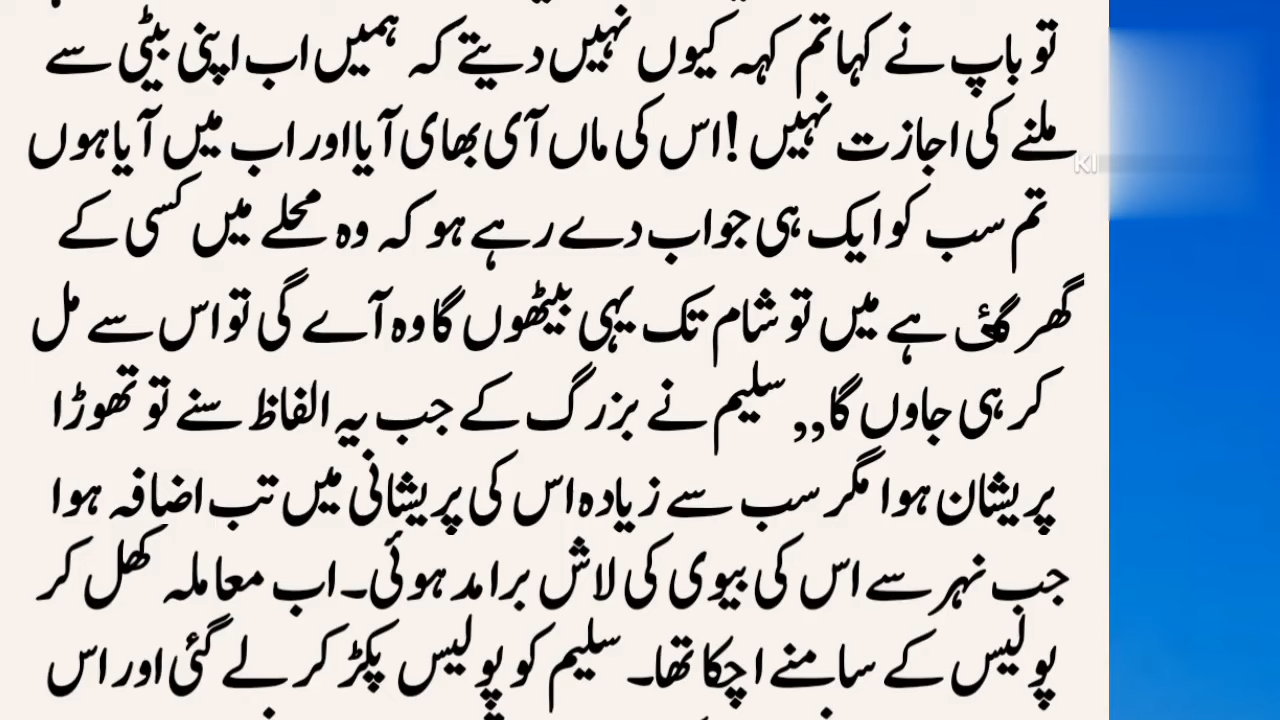 تو باپ نے کہا تم کہہ کیوں نہیں دیتے کہ ہمیں اب اپنی بیٹی سے
ملنے کی اجازت نہیں !اس کی ماں آی بھای آیا اور اب میں آیا ہوں
تم سب کو ایک ہی جواب دے رہے ہو کہ وہ محلے میں کسی کے
گھر گئی ہے میں تو شام تک یہی بیٹھوں گا وہ آے گی تو اس سے مل
کر ہی جاوں گا,, سلیم نے بزرگ کے جب یہ الفاظ سنے تو تھوڑا
پریشان ہوا مگر سب سے زیادہ اس کی پریشانی میں تب اضافہ ہوا
جب نہر سے اس کی بیوی کی لاش برامد ہوئی۔ اب معاملہ کھل کر
پولیس کے سامنے اچکا تھا۔ سلیم کو پولیس پکڑ کر لے گئی اور اس
KI